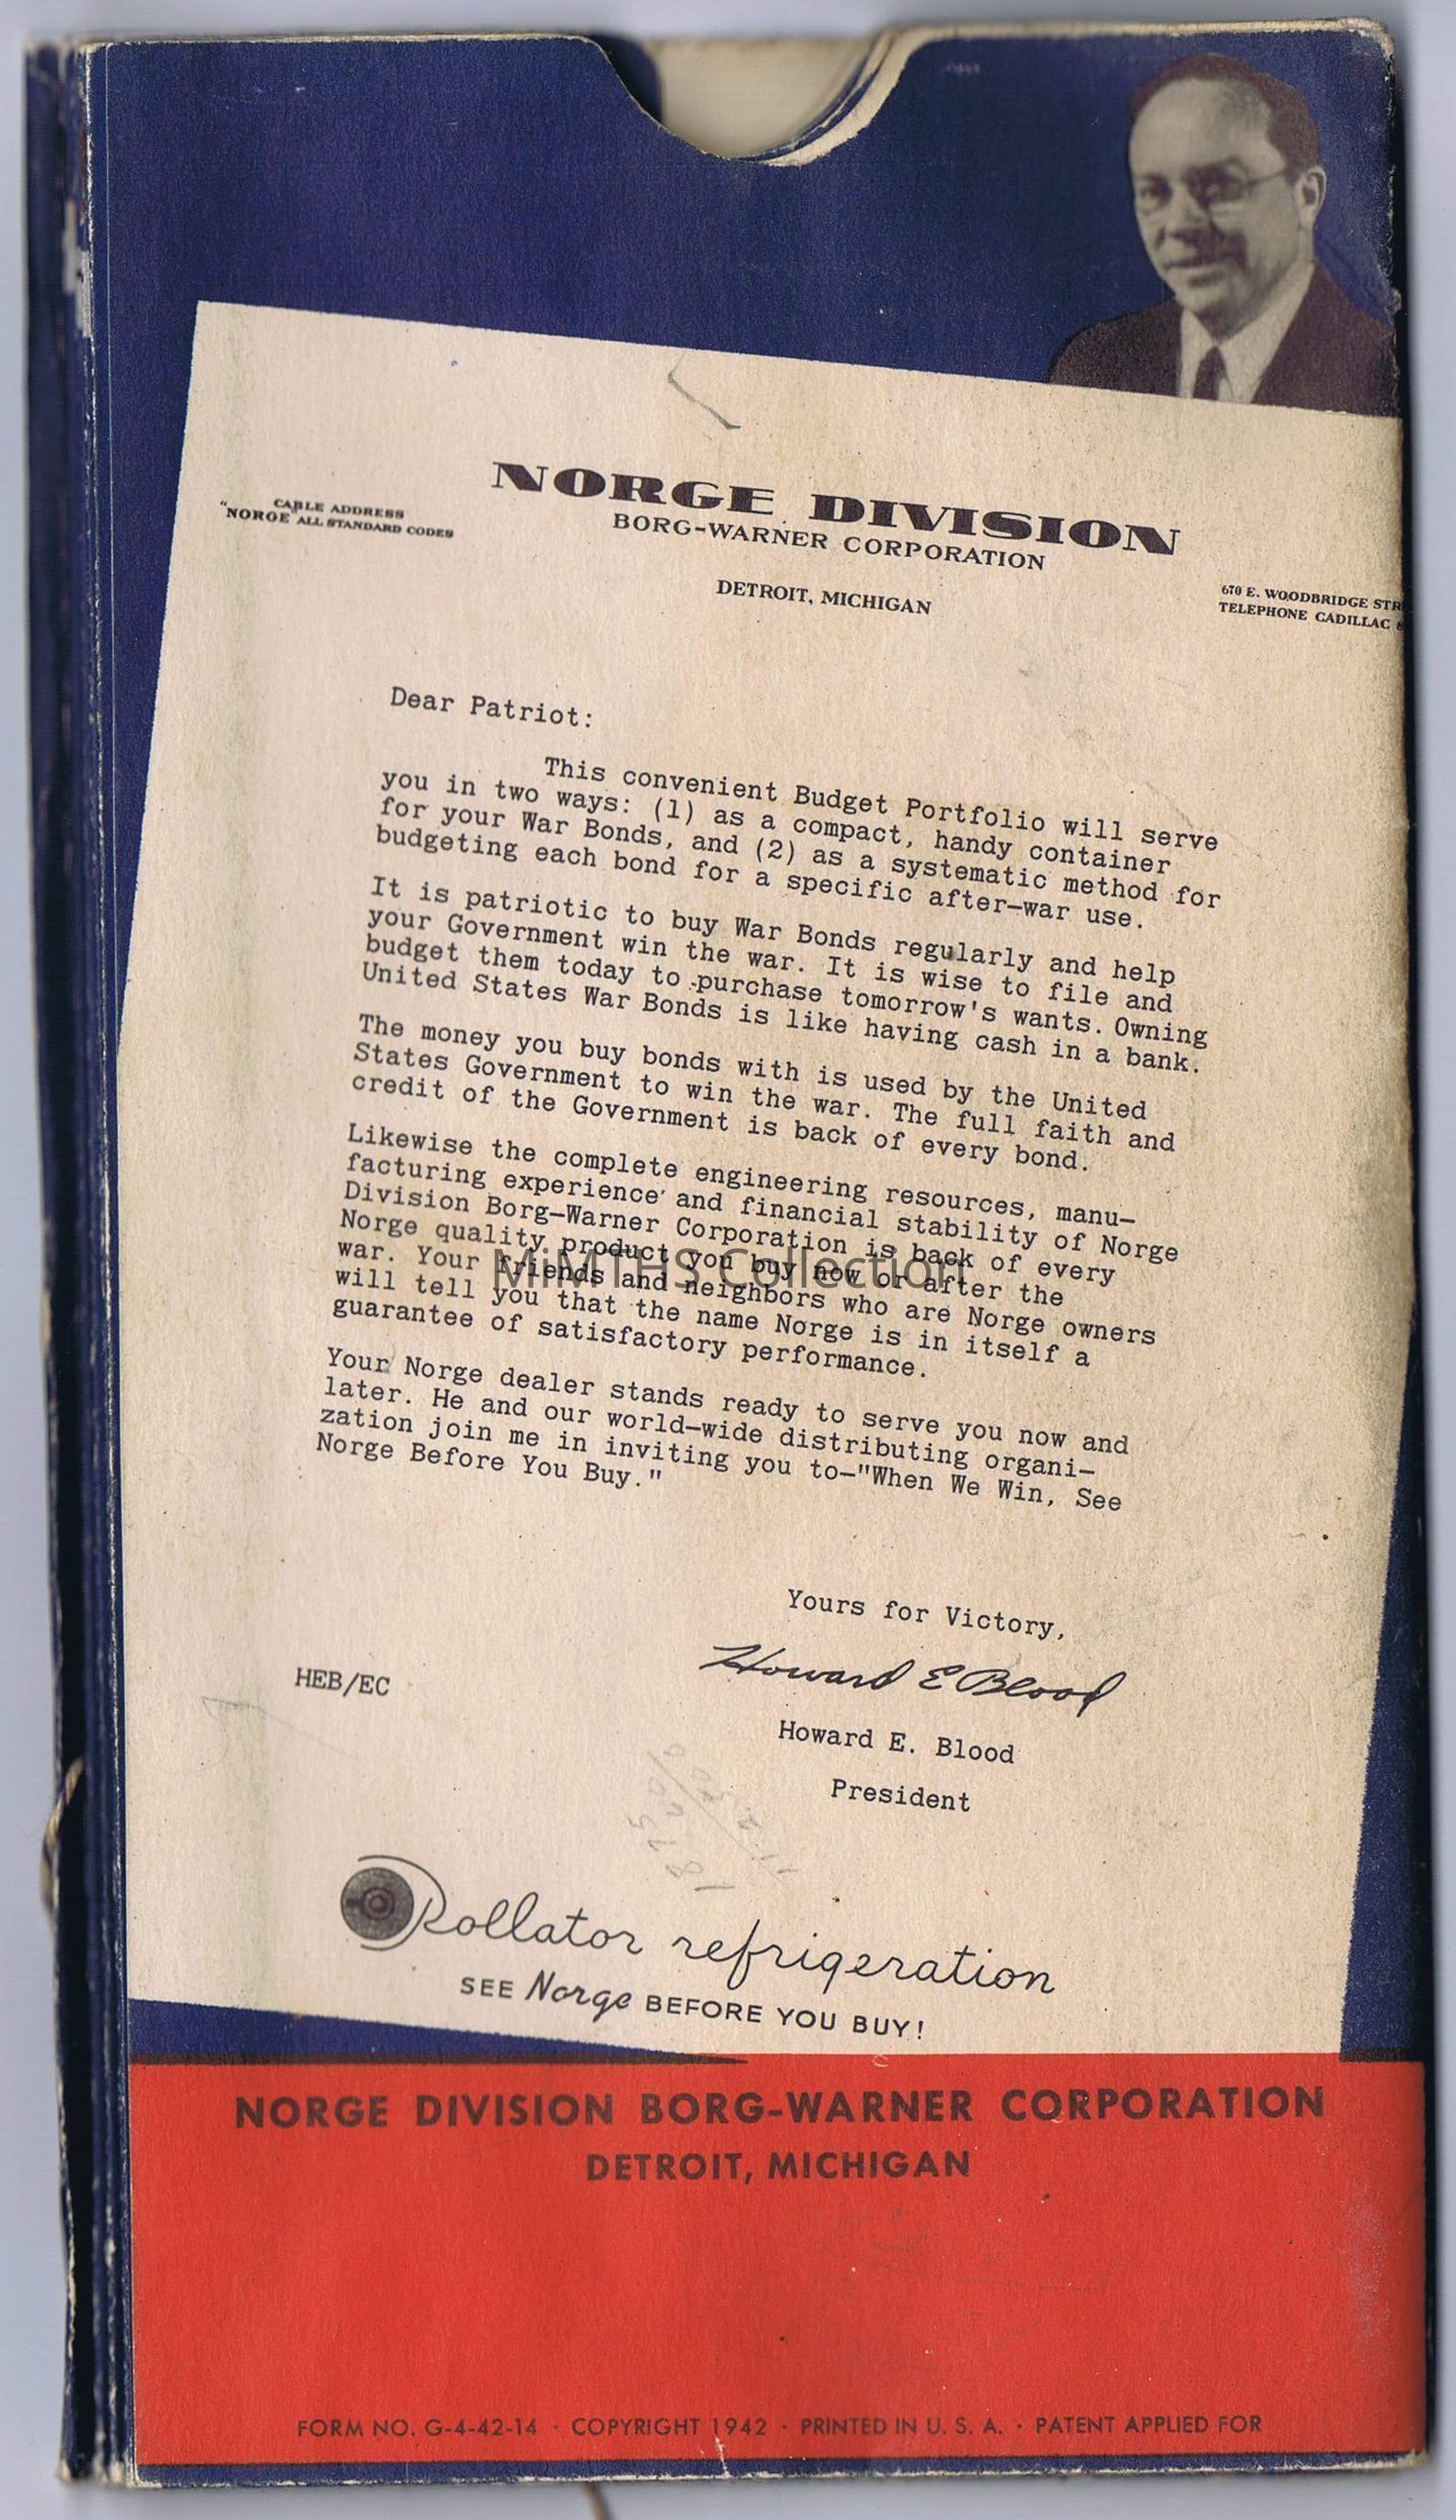 NORGE DIVISION
BORG-WARNER CORPORATION
DETROIT, MICHIGAN
CABLE ADDRESS
"NORGE" ALL STANDARD CODES
670 E. WOODBRIDGE STR
TELEPHONE CADILLAC
Dear Patriot:
This convenient Budget Portfolio will serve
you in two ways: (1) as a compact, handy container
for your War Bonds, and (2) as a systematic method for
budgeting each bond for a specific after-war use.
It is patriotic to buy War Bonds regularly and help
your Government win the war. It is wise to file and
budget them today to purchase tomorrow's wants. Owning
United States War Bonds is like having cash in a bank.
The money you buy bonds with is used by the United
States Government to win the war. The full faith and
credit of the Government is back of every bond.
Likewise the complete engineering resources, manu-
facturing experience and financial stability of Norge
Division Borg-Warner Corporation is back of every
Norge quality product you buy now or after the
war. Your friends and neighbors who are Norge owners
will tell you that the name Norge is in itself a
guarantee of satisfactory performance.
Your Norge dealer stands ready to serve you now and
later. He and our world-wide distributing organi-
zation join me in inviting you to-"When We Win, See
Norge Before You Buy."
MiMTHS Collection
Yours for Victory,
Howard E Blood
HEB/EC
Howard E. Blood
President
Rollator refrigeration
SEE Norge BEFORE YOU BUY!
NORGE DIVISION BORG-WARNER CORPORATION
DETROIT, MICHIGAN
FORM NO. G-4-42-14 · COPYRIGHT 1942 · PRINTED IN U. S. A. · PATENT APPLIED FOR